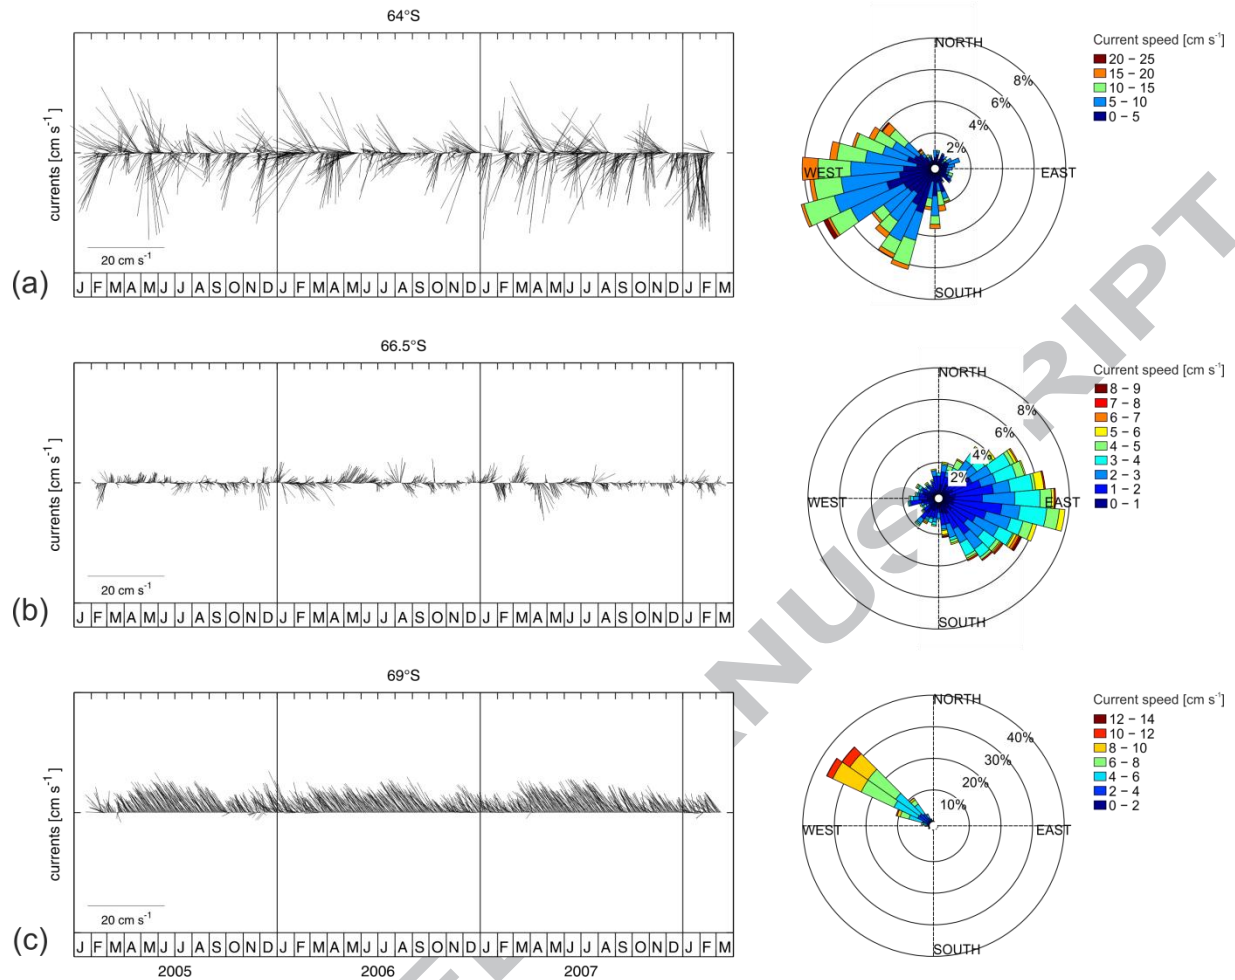 64°S
currents [cm s⁻¹ ]
20 cm s⁻¹
(a)
J F M A M J J A S O N D J F M A M J J A S O N D J F M A M J J A S O N D J F M
NORTH
8%
6%
4%
2%
WEST
EAST
SOUTH
Current speed [cm s⁻¹]
20 – 25
15 – 20
10 – 15
5 – 10
0 – 5
66.5°S
currents [cm s⁻¹ ]
20 cm s⁻¹
(b)
J F M A M J J A S O N D J F M A M J J A S O N D J F M A M J J A S O N D J F M
NORTH
8%
6%
4%
2%
WEST
EAST
SOUTH
Current speed [cm s⁻¹]
8 – 9
7 – 8
6 – 7
5 – 6
4 – 5
3 – 4
2 – 3
1 – 2
0 – 1
69°S
currents [cm s⁻¹ ]
20 cm s⁻¹
(c)
J F M A M J J A S O N D J F M A M J J A S O N D J F M A M J J A S O N D J F M
2005 2006 2007
NORTH
40%
30%
20%
10%
WEST
EAST
SOUTH
Current speed [cm s⁻¹]
12 – 14
10 – 12
8 – 10
6 – 8
4 – 6
2 – 4
0 – 2